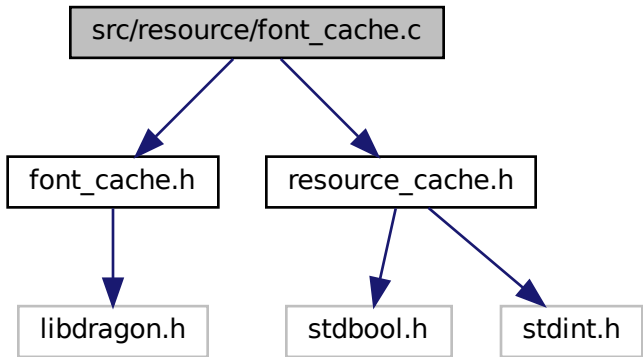 src/resource/font_cache.c
font_cache.h
resource_cache.h
libdragon.h
stdbool.h
stdint.h